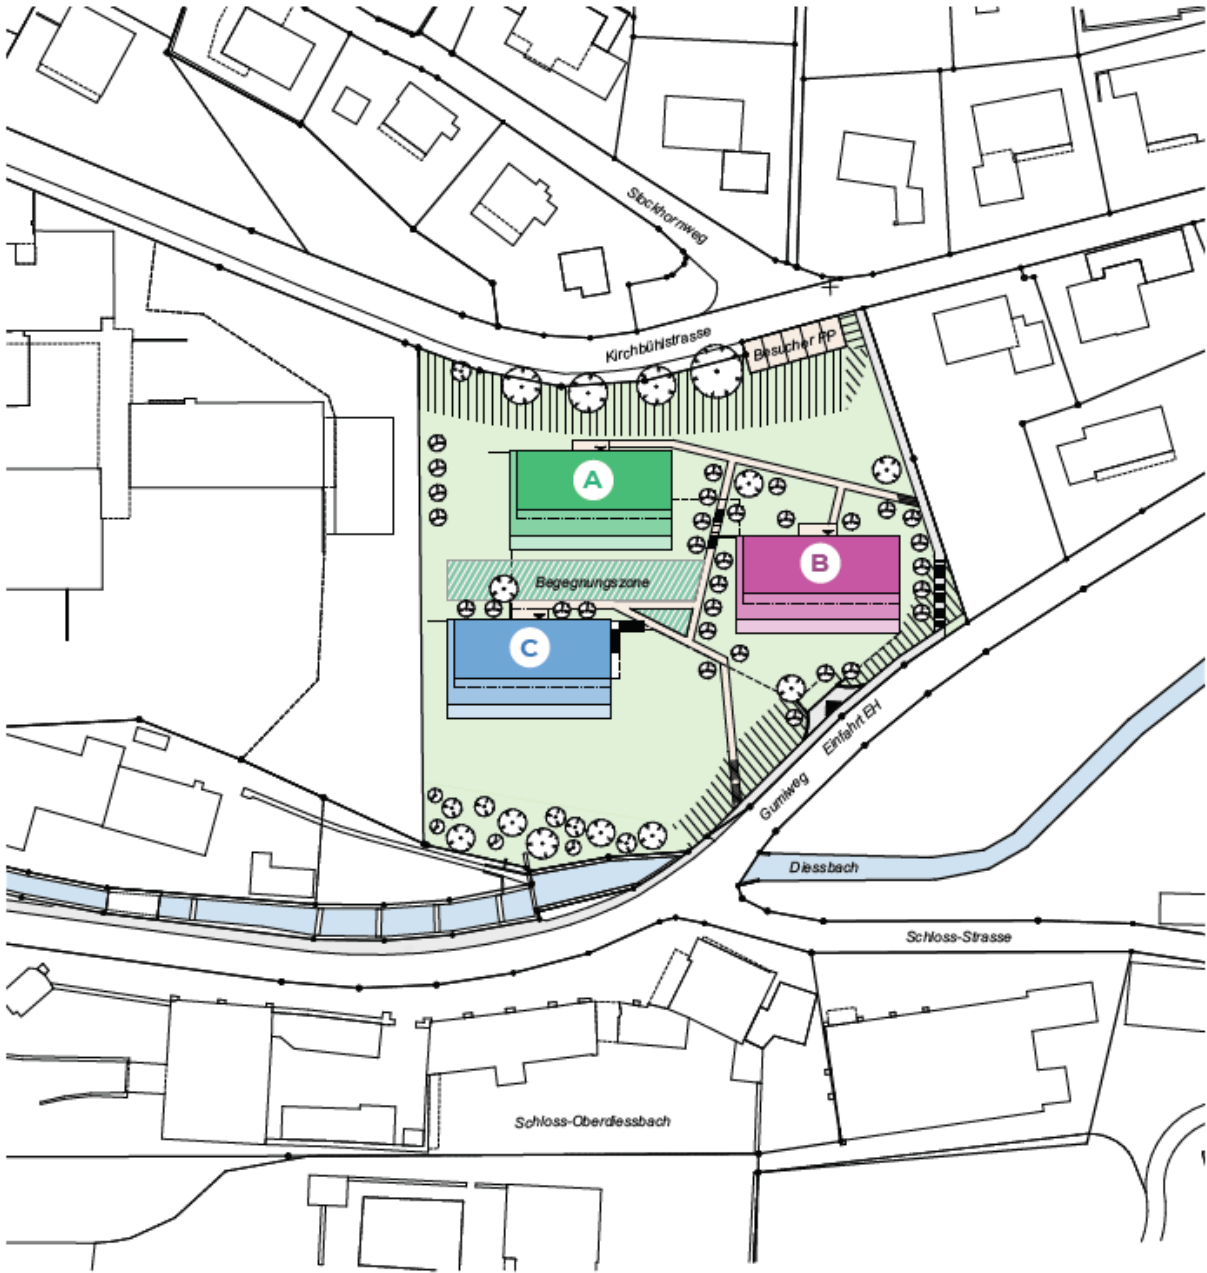 Stockhornweg
Kirchbühlstrasse
Besucher PP
A
B
Begegnungszone
C
Einfahrt EH
Gumiweg
Diessbach
Schloss-Strasse
Schloss-Oberdiessbach